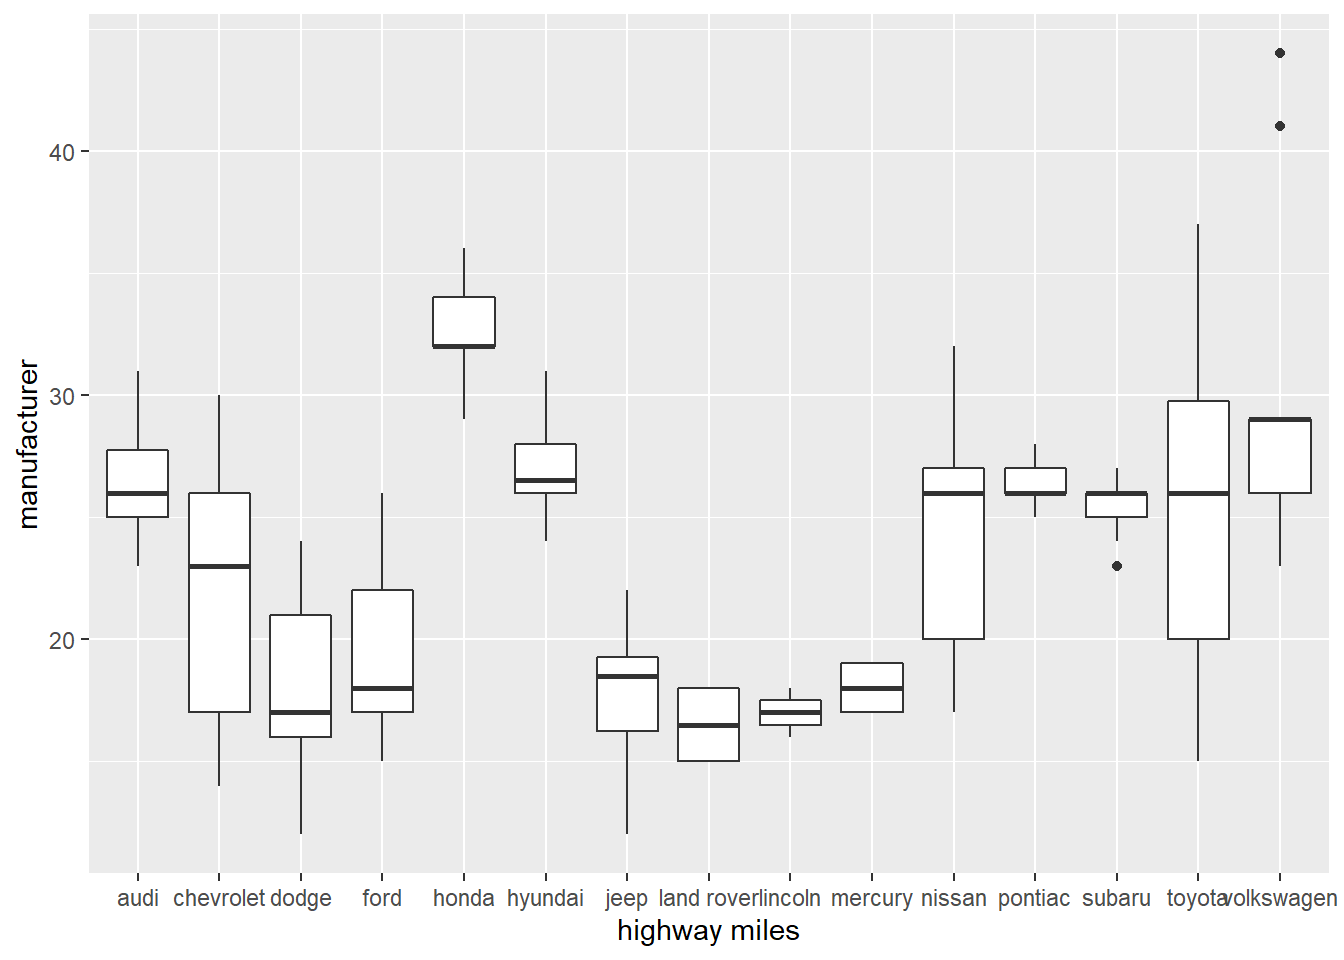 manufacturer
40
30
20
audi chevrolet dodge ford honda hyundai jeep land rover lincoln mercury nissan pontiac subaru toyota volkswagen
highway miles